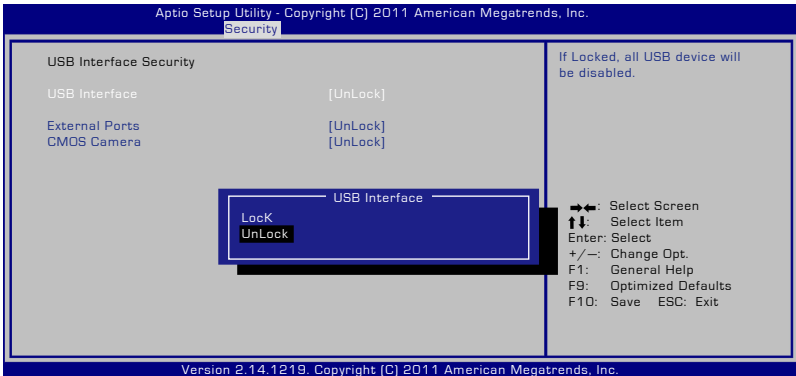 Aptio Setup Utility - Copyright (C) 2011 American Megatrends, Inc.
Security
USB Interface Security
USB Interface [UnLock]
External Ports [UnLock]
CMOS Camera [UnLock]
If Locked, all USB device will
be disabled.
USB Interface
LocK
UnLock
→←: Select Screen
↑↓: Select Item
Enter: Select
+/—: Change Opt.
F1: General Help
F9: Optimized Defaults
F10: Save ESC: Exit
Version 2.14.1219. Copyright (C) 2011 American Megatrends, Inc.